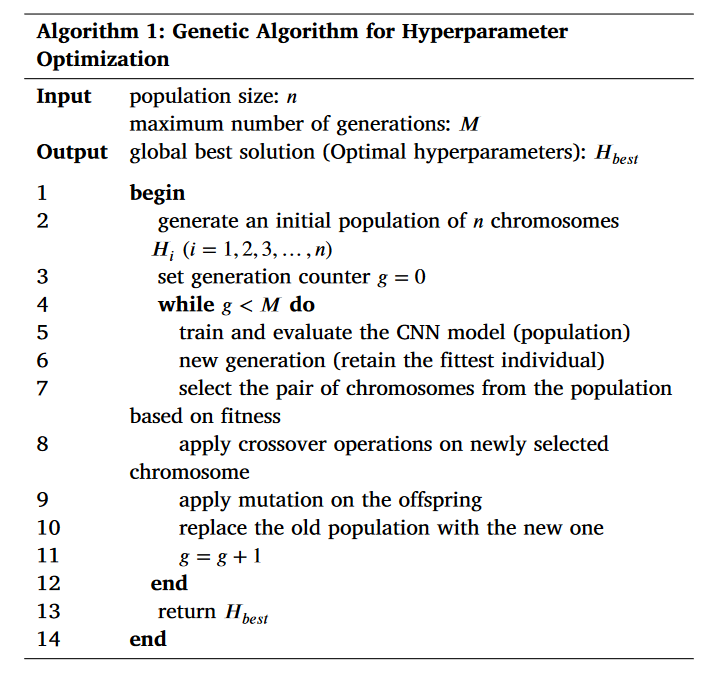 Algorithm 1: Genetic Algorithm for Hyperparameter
Optimization
Input population size: n
maximum number of generations: M
Output global best solution (Optimal hyperparameters): H_best
1 begin
2 generate an initial population of n chromosomes
H_i (i = 1, 2, 3, … , n)
3 set generation counter g = 0
4 while g < M do
5 train and evaluate the CNN model (population)
6 new generation (retain the fittest individual)
7 select the pair of chromosomes from the population
based on fitness
8 apply crossover operations on newly selected
chromosome
9 apply mutation on the offspring
10 replace the old population with the new one
11 g = g + 1
12 end
13 return H_best
14 end